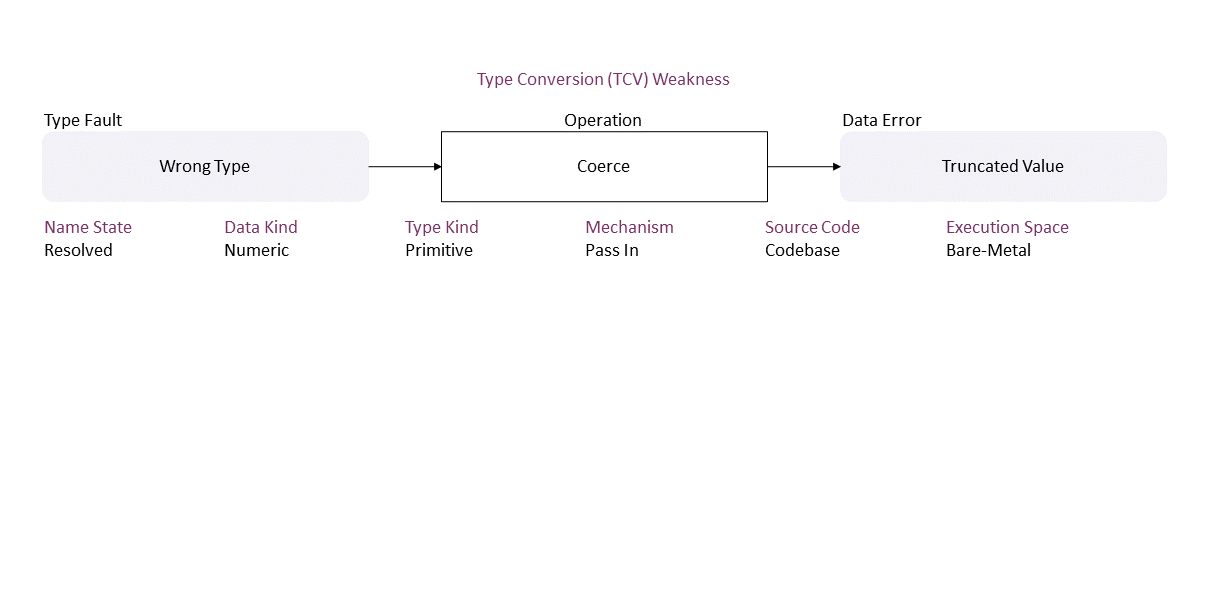 Type Conversion (TCV) Weakness
Type Fault
Operation
Data Error
Wrong Type
Coerce
Truncated Value
Name State
Data Kind
Type Kind
Mechanism
Source Code
Execution Space
Resolved
Numeric
Primitive
Pass In
Codebase
Bare-Metal